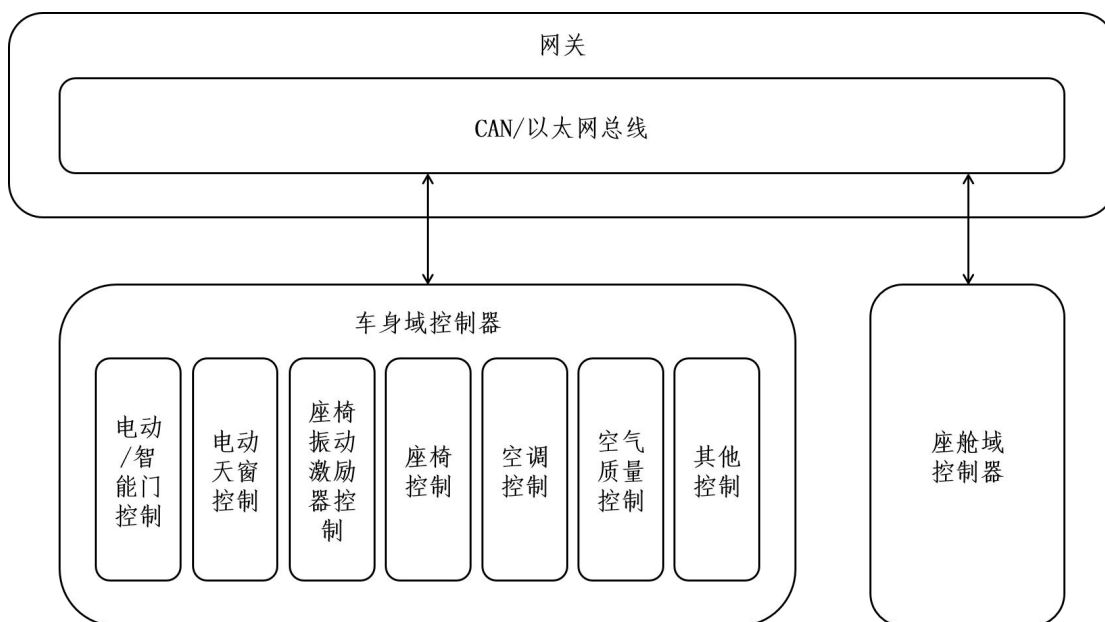 网关
CAN/以太网总线
车身域控制器
电动
/智
能门
控制
电动
天窗
控制
座椅
振动
激励
器控
制
座椅
控制
空调
控制
空气
质量
控制
其他
控制
座舱域
控制器